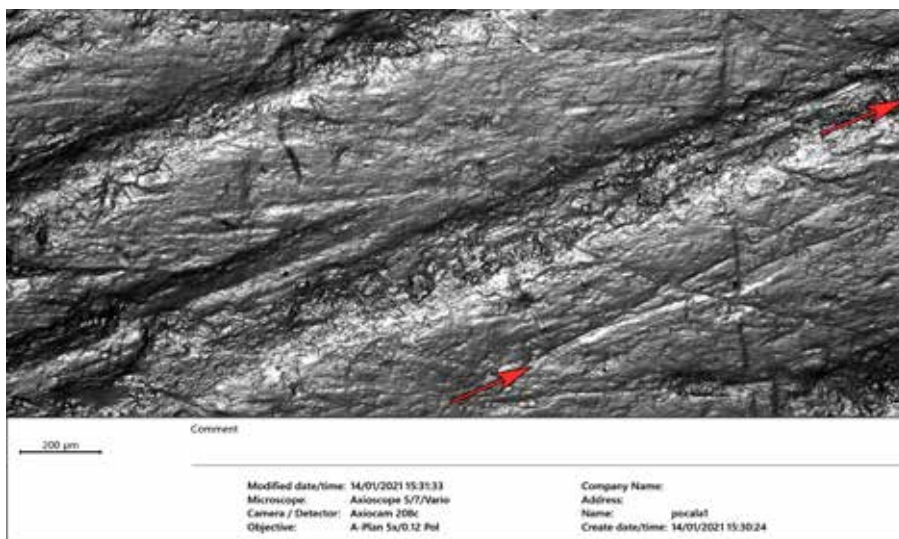 200 µm
Comment
Modified date/time: 14/01/2021 15:31:33
Microscope: Axioscope 5/7/Vario
Camera / Detector: Axiocam 208c
Objective: A-Plan 5x/0.12 Pol
Company Name:
Address:
Name: pocala1
Create date/time: 14/01/2021 15:30:24